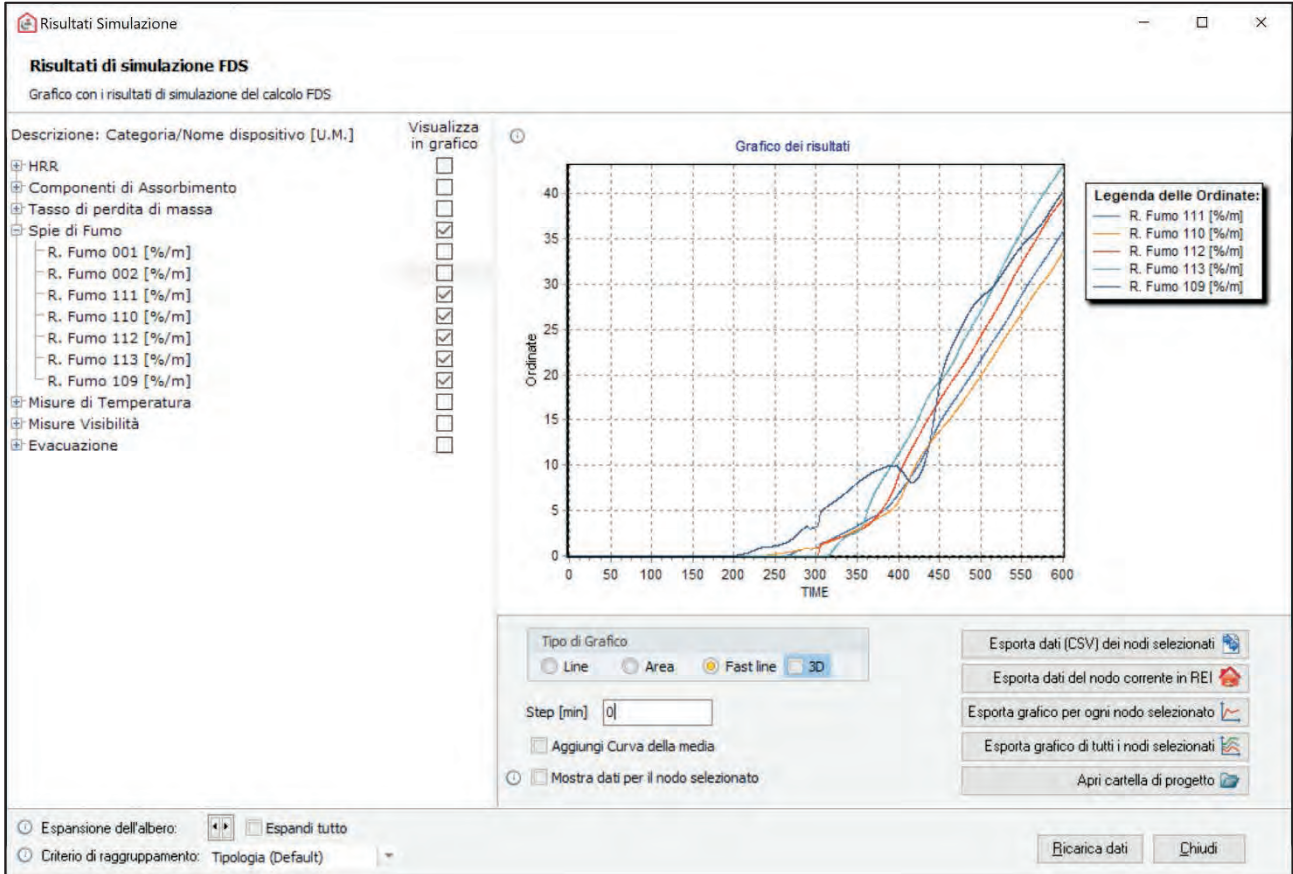 Risultati Simulazione
Risultati di simulazione FDS
Grafico con i risultati di simulazione del calcolo FDS
Descrizione: Categoria/Nome dispositivo [U.M.]
Visualizza
in grafico
HRR
Componenti di Assorbimento
Tasso di perdita di massa
Spie di Fumo
R. Fumo 001 [%/m]
R. Fumo 002 [%/m]
R. Fumo 111 [%/m]
R. Fumo 110 [%/m]
R. Fumo 112 [%/m]
R. Fumo 113 [%/m]
R. Fumo 109 [%/m]
Misure di Temperatura
Misure Visibilità
Evacuazione
Grafico dei risultati
40
35
30
25
20
15
10
5
0
Ordinate
0 50 100 150 200 250 300 350 400 450 500 550 600
TIME
Legenda delle Ordinate:
R. Fumo 111 [%/m]
R. Fumo 110 [%/m]
R. Fumo 112 [%/m]
R. Fumo 113 [%/m]
R. Fumo 109 [%/m]
Tipo di Grafico
Line Area Fast line 3D
Step [min] 0
Aggiungi Curva della media
Mostra dati per il nodo selezionato
Esporta dati (CSV) dei nodi selezionati
Esporta dati del nodo corrente in REI
Esporta grafico per ogni nodo selezionato
Esporta grafico di tutti i nodi selezionati
Apri cartella di progetto
Espansione dell'albero: Espandi tutto
Criterio di raggruppamento: Tipologia (Default)
Ricarica dati Chiudi